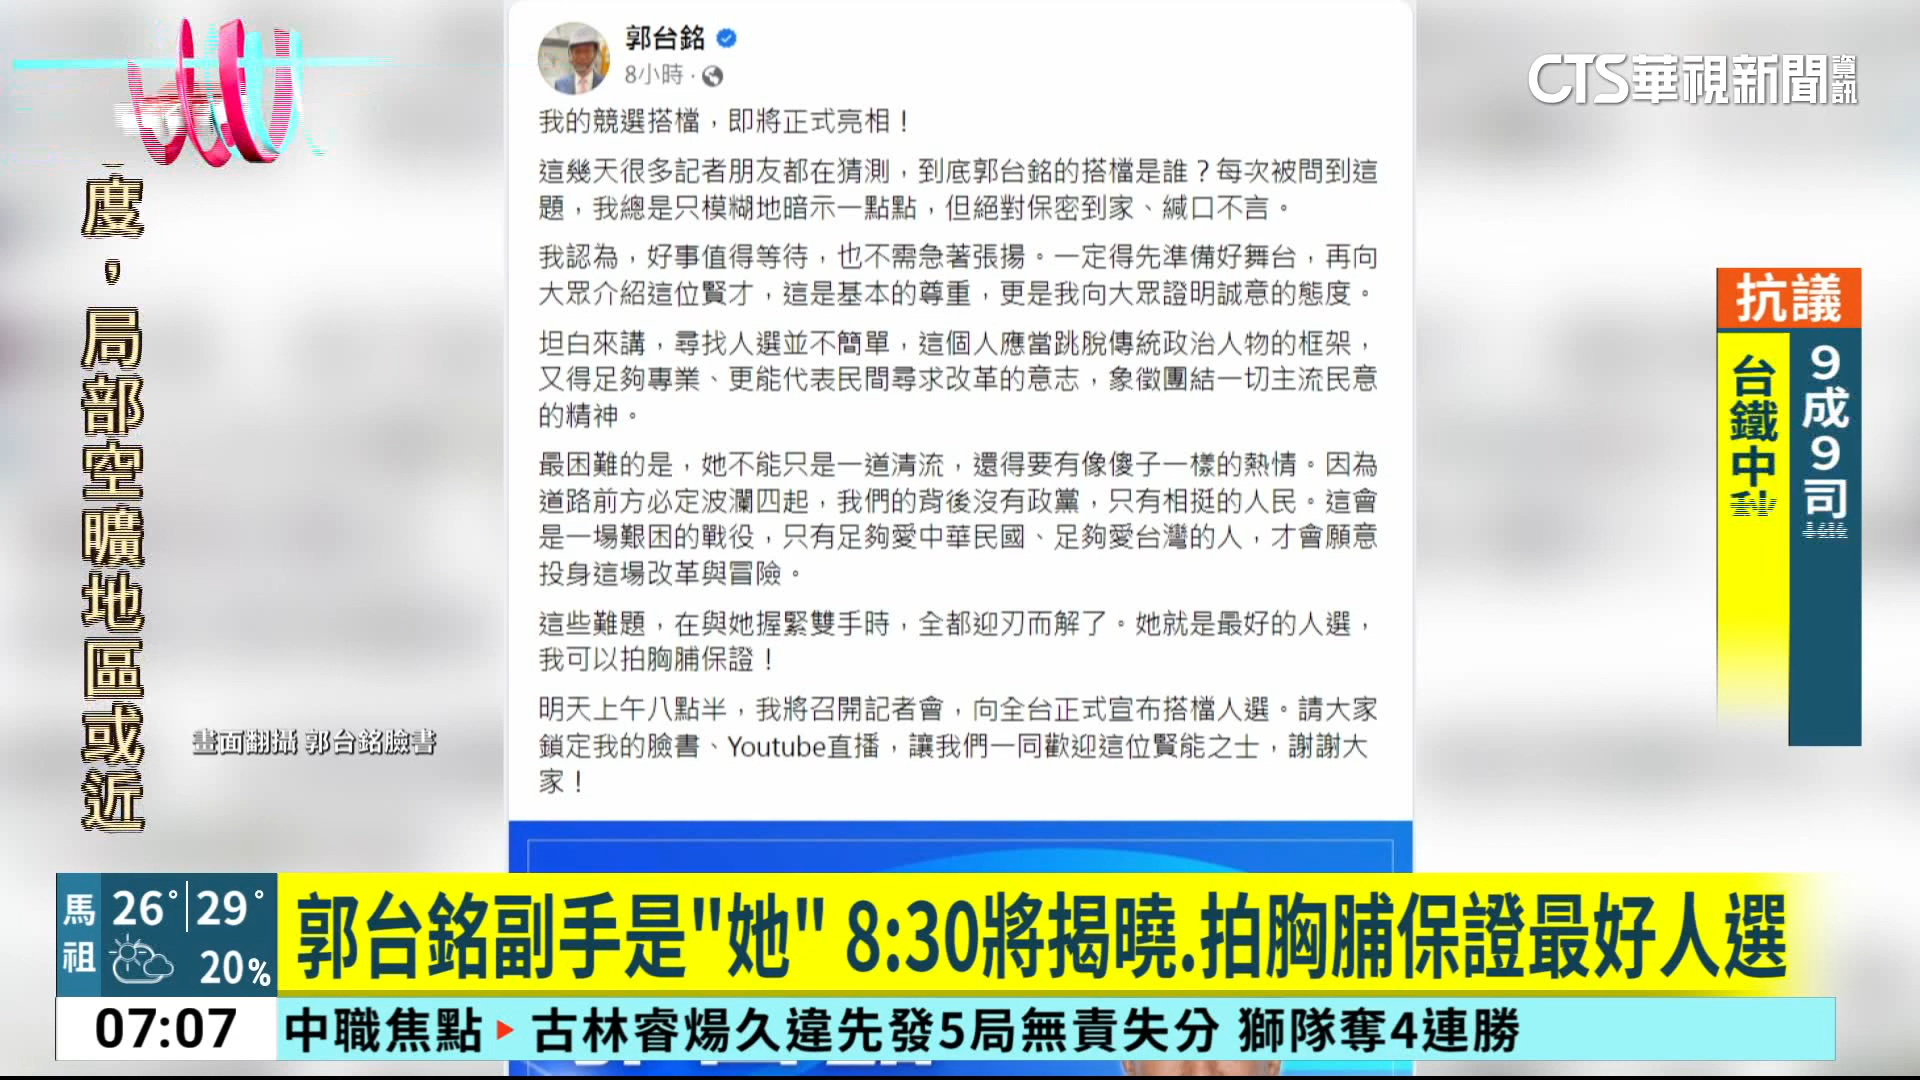 郭台銘
8小時·
我的競選搭檔，即將正式亮相！
這幾天很多記者朋友都在猜測，到底郭台銘的搭檔是誰？每次被問到這
題，我總是只模糊地暗示一點點，但絕對保密到家、緘口不言。
我認為，好事值得等待，也不需急著張揚。一定得先準備好舞台，再向
大眾介紹這位賢才，這是基本的尊重，更是我向大眾證明誠意的態度。
坦白來講，尋找人選並不簡單，這個人應當跳脫傳統政治人物的框架，
又得足夠專業、更能代表民間尋求改革的意志，象徵團結一切主流民意
的精神。
最困難的是，她不能只是一道清流，還得要有像傻子一樣的熱情。因為
道路前方必定波瀾四起，我們的背後沒有政黨，只有相挺的人民。這會
是一場艱困的戰役，只有足夠愛中華民國、足夠愛台灣的人，才會願意
投身這場改革與冒險。
這些難題，在與她握緊雙手時，全都迎刃而解了。她就是最好的人選，
我可以拍胸脯保證！
明天上午八點半，我將召開記者會，向全台正式宣布搭檔人選。請大家
鎖定我的臉書、Youtube直播，讓我們一同歡迎這位賢能之士，謝謝大
家！
CTS華視新聞資訊
度，局部空曠地區或近
畫面翻攝 郭台銘臉書
抗議
9成9司
台鐵中秋
馬祖
26° 29°
20%
郭台銘副手是"她" 8:30將揭曉.拍胸脯保證最好人選
07:07
中職焦點 古林睿煬久違先發5局無責失分 獅隊奪4連勝